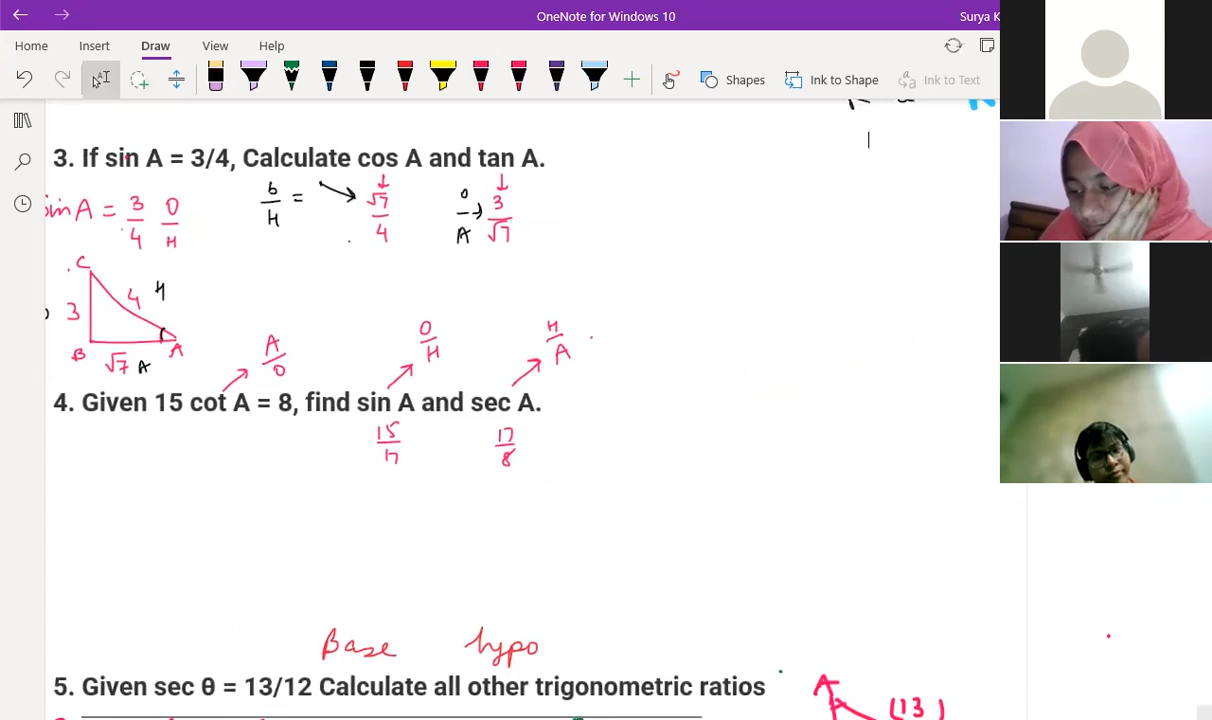 OneNote for Windows 10
Surya K
Home Insert Draw View Help
Shapes Ink to Shape Ink to Text
3. If sin A = 3/4, Calculate cos A and tan A.
sin A = 3/4 O/H
b/H = √7/4
O/A 3/√7
C
3 4 H
B √7 A A
A/O O/H H/A
4. Given 15 cot A = 8, find sin A and sec A.
15/17 17/8
Base hypo
5. Given sec θ = 13/12 Calculate all other trigonometric ratios
A
(13)